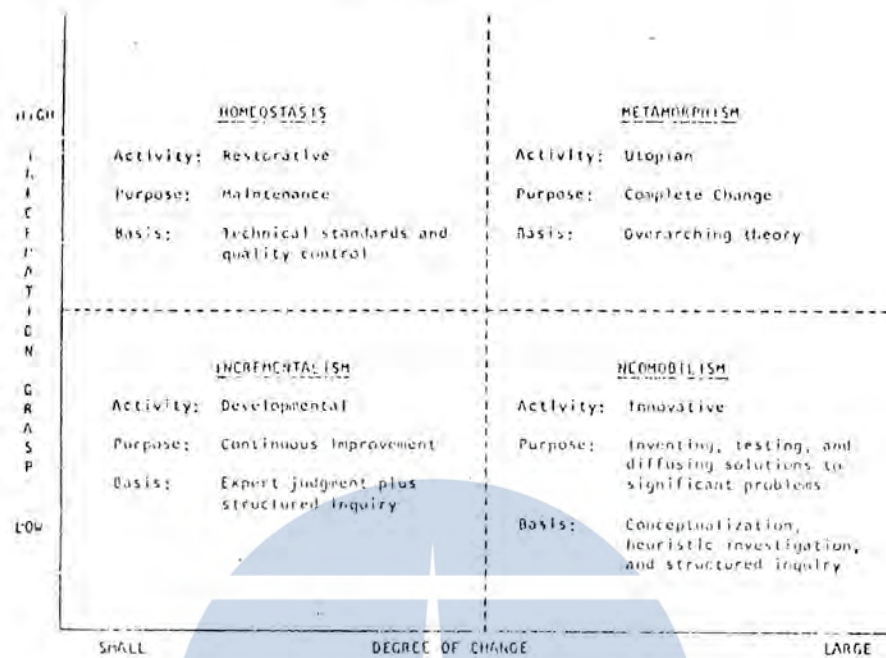 HIGH
INFORMATION GRASP
LOW
HOMEOSTASIS
Activity: Restorative
Purpose: Maintenance
Basis: Technical standards and
quality control
METAMORPHISM
Activity: Utopian
Purpose: Complete Change
Basis: Overarching theory
INCREMENTALISM
Activity: Developmental
Purpose: Continuous Improvement
Basis: Expert judgment plus
structured inquiry
NEOMOBILISM
Activity: Innovative
Purpose: Inventing, testing, and
diffusing solutions to
significant problems
Basis: Conceptualization,
heuristic investigation,
and structured inquiry
SMALL DEGREE OF CHANGE LARGE